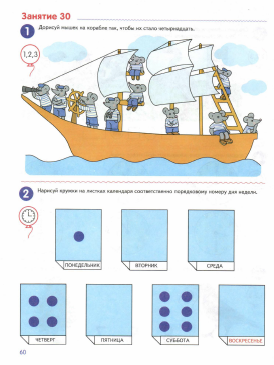 Занятие 30
1
Дорисуй мышек на корабле так, чтобы их стало четырнадцать.
1,2,3
2
Нарисуй кружки на листках календаря соответственно порядковому номеру дня недели.
ПОНЕДЕЛЬНИК
ВТОРНИК
СРЕДА
ЧЕТВЕРГ
ПЯТНИЦА
СУББОТА
ВОСКРЕСЕНЬЕ
60